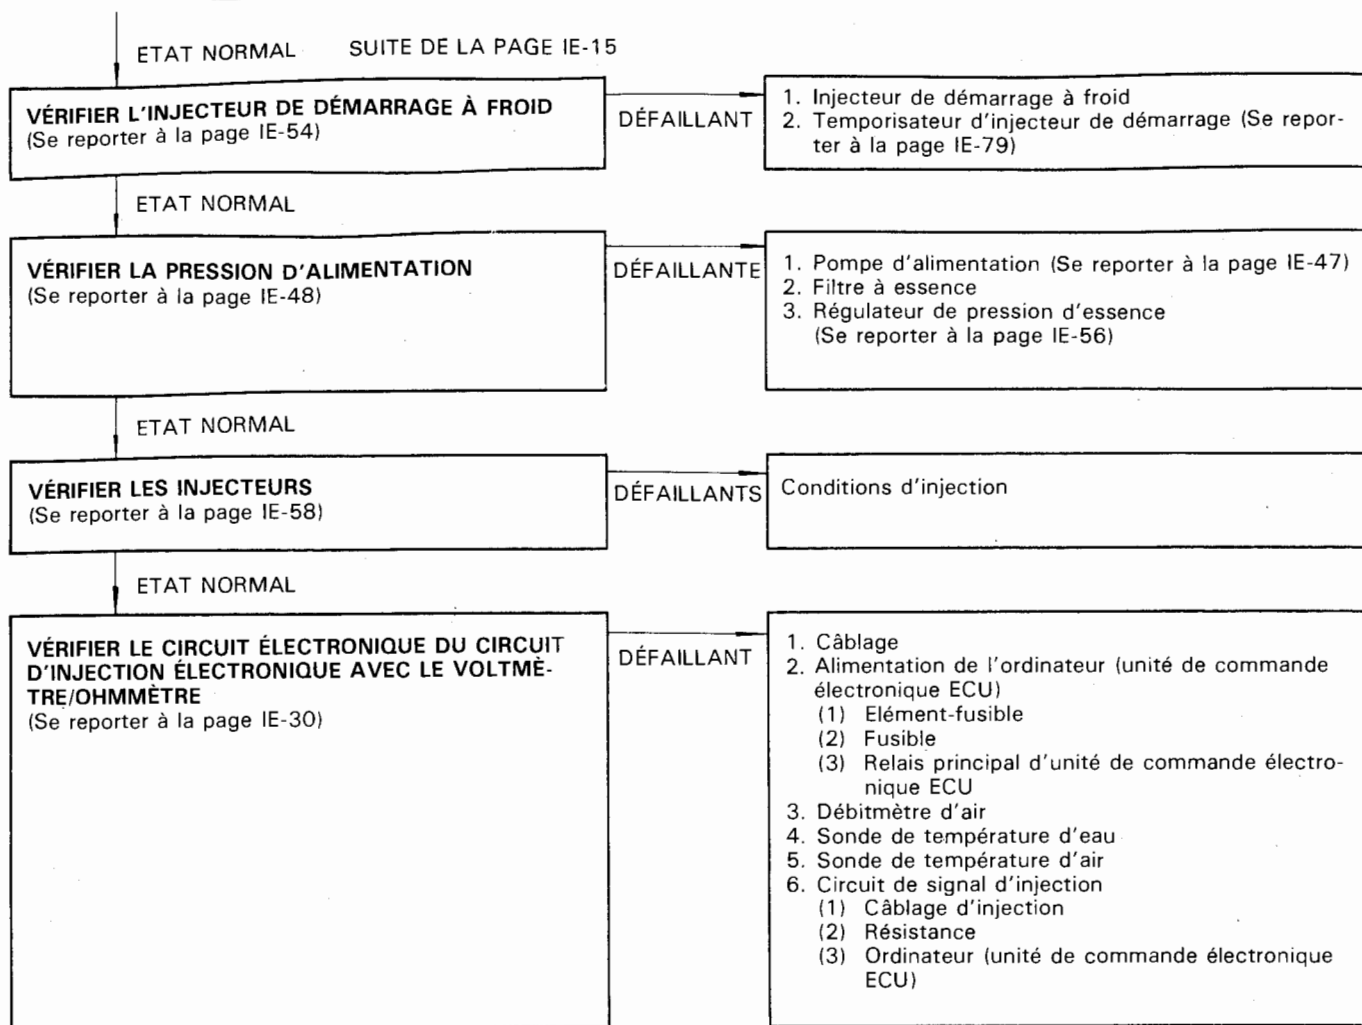 ETAT NORMAL SUITE DE LA PAGE IE-15
VÉRIFIER L'INJECTEUR DE DÉMARRAGE À FROID
(Se reporter à la page IE-54)
DÉFAILLANT
1. Injecteur de démarrage à froid
2. Temporisateur d'injecteur de démarrage (Se repor-
ter à la page IE-79)
ETAT NORMAL
VÉRIFIER LA PRESSION D'ALIMENTATION
(Se reporter à la page IE-48)
DÉFAILLANTE
1. Pompe d'alimentation (Se reporter à la page IE-47)
2. Filtre à essence
3. Régulateur de pression d'essence
(Se reporter à la page IE-56)
ETAT NORMAL
VÉRIFIER LES INJECTEURS
(Se reporter à la page IE-58)
DÉFAILLANTS
Conditions d'injection
ETAT NORMAL
VÉRIFIER LE CIRCUIT ÉLECTRONIQUE DU CIRCUIT
D'INJECTION ÉLECTRONIQUE AVEC LE VOLTMÈ-
TRE/OHMMÈTRE
(Se reporter à la page IE-30)
DÉFAILLANT
1. Câblage
2. Alimentation de l'ordinateur (unité de commande
électronique ECU)
(1) Elément-fusible
(2) Fusible
(3) Relais principal d'unité de commande électro-
nique ECU
3. Débitmètre d'air
4. Sonde de température d'eau
5. Sonde de température d'air
6. Circuit de signal d'injection
(1) Câblage d'injection
(2) Résistance
(3) Ordinateur (unité de commande électronique
ECU)